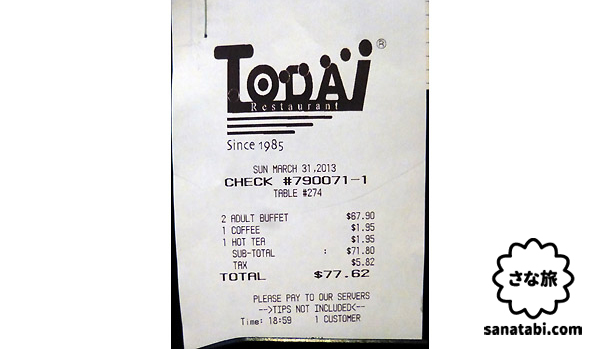 TODAI®
Restaurant
Since 1985
SUN MARCH 31,2013
CHECK #790071-1
TABLE #274
2 ADULT BUFFET $67.90
1 COFFEE $1.95
1 HOT TEA $1.95
SUB-TOTAL : $71.80
TAX $5.82
TOTAL $77.62
PLEASE PAY TO OUR SERVERS
-->TIPS NOT INCLUDED<--
Time: 18:59 1 CUSTOMER
さな旅
sanatabi.com